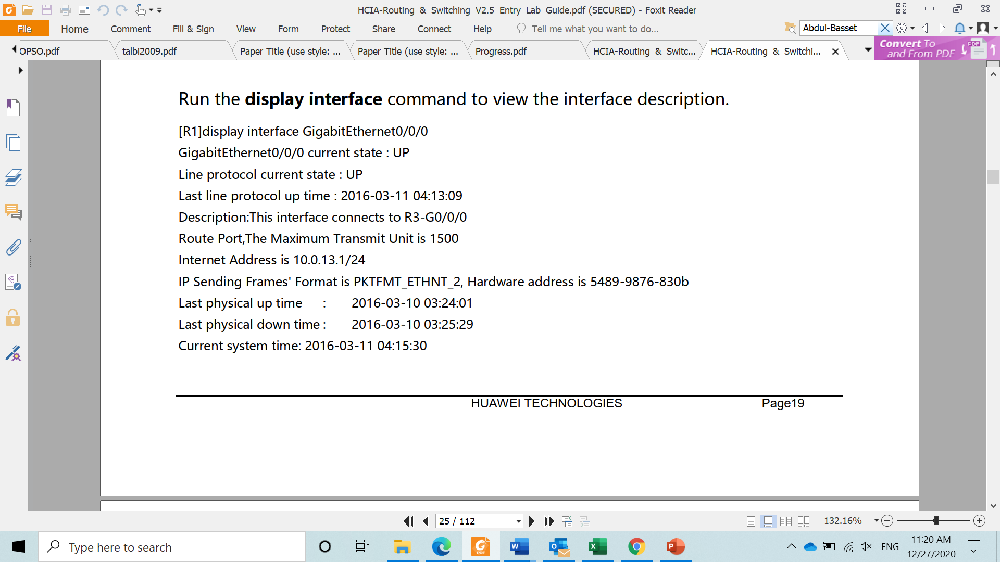 HCIA-Routing_&_Switching_V2.5_Entry_Lab_Guide.pdf (SECURED) - Foxit Reader
File Home Comment Fill & Sign View Form Protect Share Connect Help Tell me what you want to do... Abdul-Basset
OPSO.pdf talbi2009.pdf Paper Title (use style: ... Paper Title (use style: ... Progress.pdf HCIA-Routing_&_Switc... HCIA-Routing_&_Switchi...
Convert To
PDF
and From PDF
Run the display interface command to view the interface description.
[R1]display interface GigabitEthernet0/0/0
GigabitEthernet0/0/0 current state : UP
Line protocol current state : UP
Last line protocol up time : 2016-03-11 04:13:09
Description:This interface connects to R3-G0/0/0
Route Port,The Maximum Transmit Unit is 1500
Internet Address is 10.0.13.1/24
IP Sending Frames' Format is PKTFMT_ETHNT_2, Hardware address is 5489-9876-830b
Last physical up time : 2016-03-10 03:24:01
Last physical down time : 2016-03-10 03:25:29
Current system time: 2016-03-11 04:15:30
HUAWEI TECHNOLOGIES Page19
25 / 112 132.16%
Type here to search
PDF
ENG
11:20 AM
12/27/2020